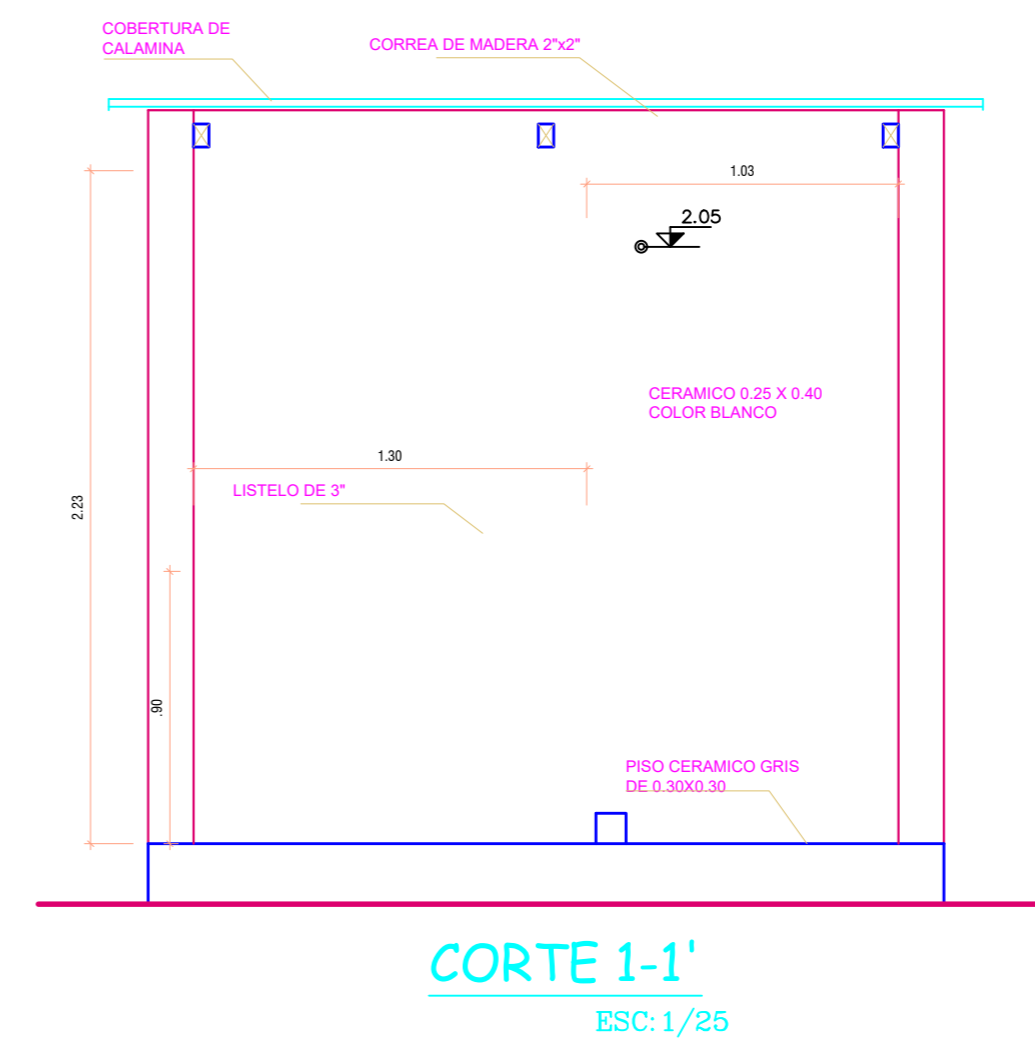 COBERTURA DE
CALAMINA
CORREA DE MADERA 2"x2"
1.03
2.05
CERAMICO 0.25 X 0.40
COLOR BLANCO
1.30
LISTELO DE 3"
2.23
.90
PISO CERAMICO GRIS
DE 0.30X0.30
CORTE 1-1'
ESC:1/25